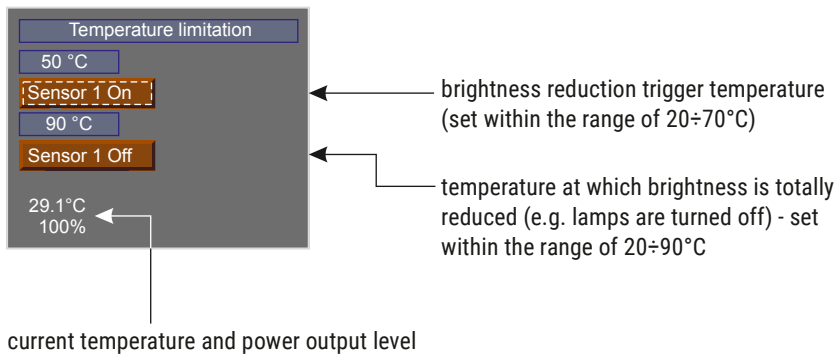 Temperature limitation
50 °C
Sensor 1 On
90 °C
Sensor 1 Off
29.1°C
100%
brightness reduction trigger temperature
(set within the range of 20÷70°C)
temperature at which brightness is totally
reduced (e.g. lamps are turned off) - set
within the range of 20÷90°C
current temperature and power output level